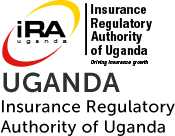 iRA
uganda
Insurance
Regulatory
Authority
of Uganda
Driving insurance growth
UGANDA
Insurance Regulatory
Authority of Uganda